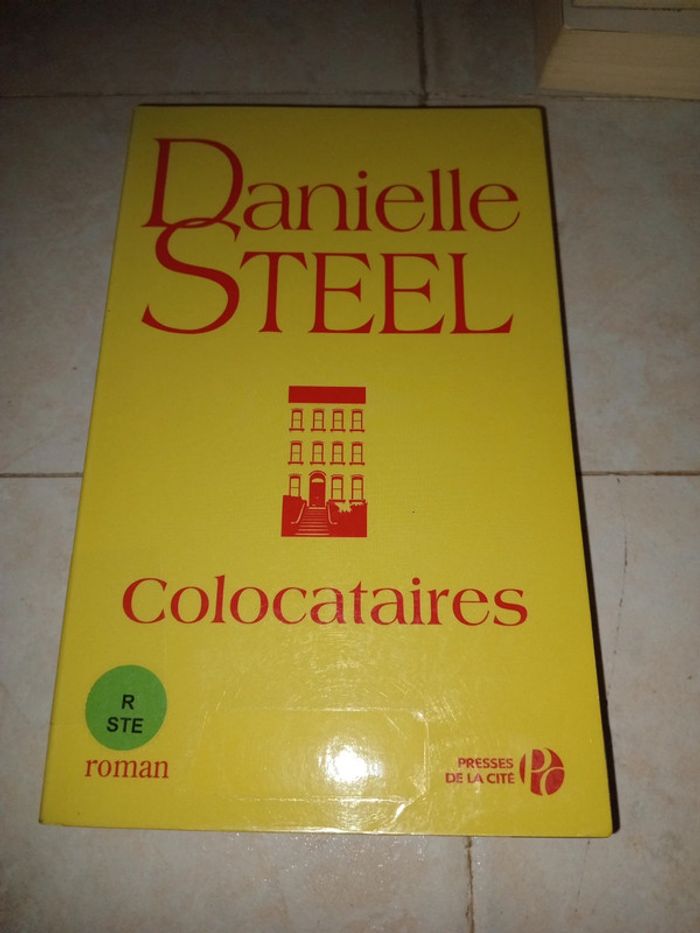 Danielle
STEEL
Colocataires
R
STE
roman
PRESSES
DE LA CITÉ